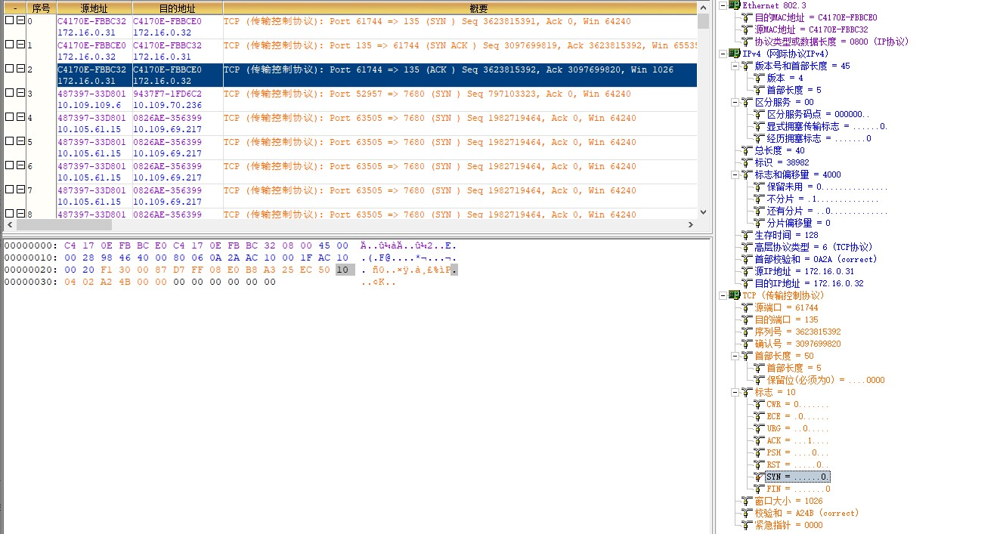 - 序号 源地址 目的地址 概要
0 C4170E-FBBC32 C4170E-FBBCE0 TCP (传输控制协议): Port 61744 => 135 (SYN ) Seq 3623815391, Ack 0, Win 64240
172.16.0.31 172.16.0.32
1 C4170E-FBBCE0 C4170E-FBBC32 TCP (传输控制协议): Port 135 => 61744 (SYN ACK ) Seq 3097699819, Ack 3623815392, Win 65535
172.16.0.32 172.16.0.31
2 C4170E-FBBC32 C4170E-FBBCE0 TCP (传输控制协议): Port 61744 => 135 (ACK ) Seq 3623815392, Ack 3097699820, Win 1026
172.16.0.31 172.16.0.32
3 487397-33D801 9437F7-1FD6C2 TCP (传输控制协议): Port 52957 => 7680 (SYN ) Seq 797103323, Ack 0, Win 64240
10.109.109.6 10.109.70.236
4 487397-33D801 0826AE-356399 TCP (传输控制协议): Port 63505 => 7680 (SYN ) Seq 1982719464, Ack 0, Win 64240
10.105.61.15 10.109.69.217
5 487397-33D801 0826AE-356399 TCP (传输控制协议): Port 63505 => 7680 (SYN ) Seq 1982719464, Ack 0, Win 64240
10.105.61.15 10.109.69.217
6 487397-33D801 0826AE-356399 TCP (传输控制协议): Port 63505 => 7680 (SYN ) Seq 1982719464, Ack 0, Win 64240
10.105.61.15 10.109.69.217
7 487397-33D801 0826AE-356399 TCP (传输控制协议): Port 63505 => 7680 (SYN ) Seq 1982719464, Ack 0, Win 64240
10.105.61.15 10.109.69.217
8 487397-33D801 0826AE-356399 TCP (传输控制协议): Port 63505 => 7680 (SYN ) Seq 1982719464, Ack 0, Win 64240
00000000: C4 17 0E FB BC E0 C4 17 0E FB BC 32 08 00 45 00 Ä..û¼àÄ..û¼2..E.
00000010: 00 28 98 46 40 00 80 06 0A 2A AC 10 00 1F AC 10 .(.F@....*¬...¬.
00000020: 00 20 F1 30 00 87 D7 FF 08 E0 B8 A3 25 EC 50 10 . ñ0..×ÿ.à¸£%ìP.
00000030: 04 02 A2 4B 00 00 00 00 00 00 00 00 ..¢K..
Ethernet 802.3
目的MAC地址 = C4170E-FBBCE0
源MAC地址 = C4170E-FBBC32
协议类型或数据长度 = 0800 (IP协议)
IPv4 (网际协议IPv4)
版本号和首部长度 = 45
版本 = 4
首部长度 = 5
区分服务 = 00
区分服务码点 = 000000..
显式拥塞传输标志 = ......0.
经历拥塞标志 = .......0
总长度 = 40
标识 = 38982
标志和偏移量 = 4000
保留未用 = 0...............
不分片 = .1..............
还有分片 = ..0.............
分片偏移量 = 0
生存时间 = 128
高层协议类型 = 6 (TCP协议)
首部校验和 = 0A2A (correct)
源IP地址 = 172.16.0.31
目的IP地址 = 172.16.0.32
TCP (传输控制协议)
源端口 = 61744
目的端口 = 135
序列号 = 3623815392
确认号 = 3097699820
首部长度 = 50
首部长度 = 5
保留位(必须为0) = ....0000
标志 = 10
CWR = 0.......
ECE = .0......
URG = ..0.....
ACK = ...1....
PSH = ....0...
RST = .....0..
SYN = ......0.
FIN = .......0
窗口大小 = 1026
校验和 = A24B (correct)
紧急指针 = 0000